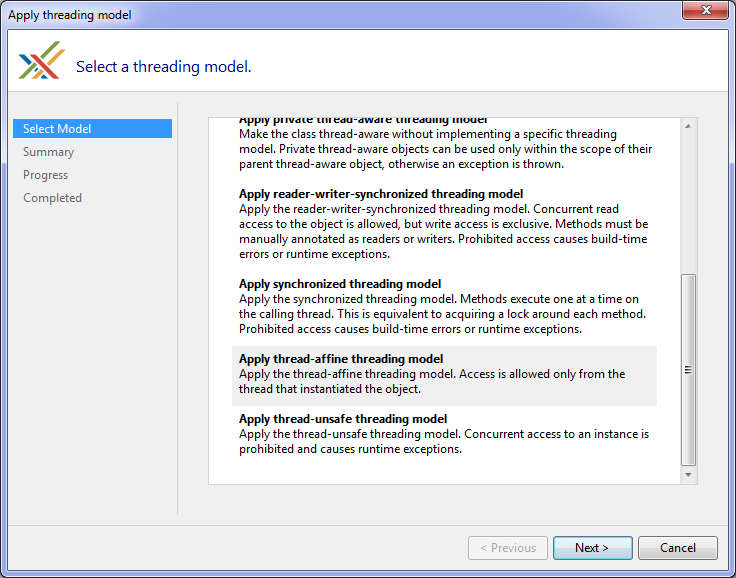 Apply threading model
Select a threading model.
Select Model
Summary
Progress
Completed
Apply private thread-aware threading model
Make the class thread-aware without implementing a specific threading
model. Private thread-aware objects can be used only within the scope of their
parent thread-aware object, otherwise an exception is thrown.
Apply reader-writer-synchronized threading model
Apply the reader-writer-synchronized threading model. Concurrent read
access to the object is allowed, but write access is exclusive. Methods must be
manually annotated as readers or writers. Prohibited access causes build-time
errors or runtime exceptions.
Apply synchronized threading model
Apply the synchronized threading model. Methods execute one at a time on
the calling thread. This is equivalent to acquiring a lock around each method.
Prohibited access causes build-time errors or runtime exceptions.
Apply thread-affine threading model
Apply the thread-affine threading model. Access is allowed only from the
thread that instantiated the object.
Apply thread-unsafe threading model
Apply the thread-unsafe threading model. Concurrent access to an instance is
prohibited and causes runtime exceptions.
< Previous
Next >
Cancel